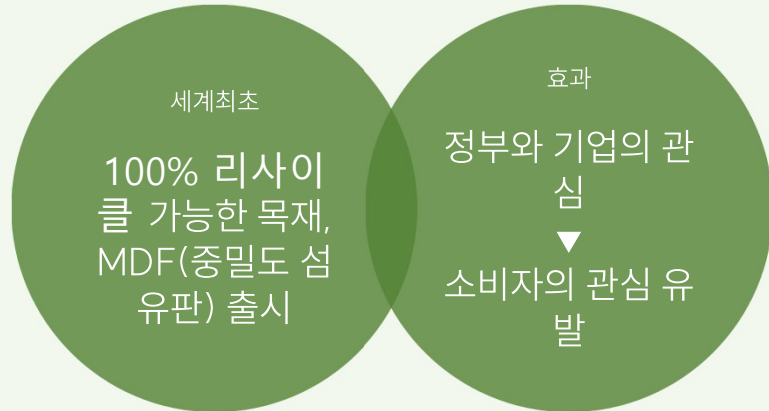 세계최초
100% 리사이
클 가능한 목재,
MDF(중밀도 섬
유판) 출시
효과
정부와 기업의 관
심
▼
소비자의 관심 유
발